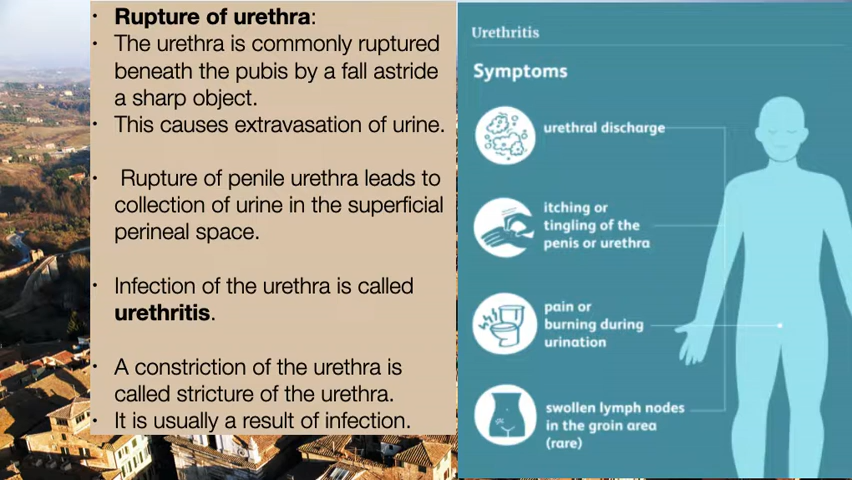 • Rupture of urethra:
• The urethra is commonly ruptured
beneath the pubis by a fall astride
a sharp object.
• This causes extravasation of urine.
• Rupture of penile urethra leads to
collection of urine in the superficial
perineal space.
• Infection of the urethra is called
urethritis.
• A constriction of the urethra is
called stricture of the urethra.
• It is usually a result of infection.
Urethritis
Symptoms
urethral discharge
itching or
tingling of the
penis or urethra
pain or
burning during
urination
swollen lymph nodes
in the groin area
(rare)